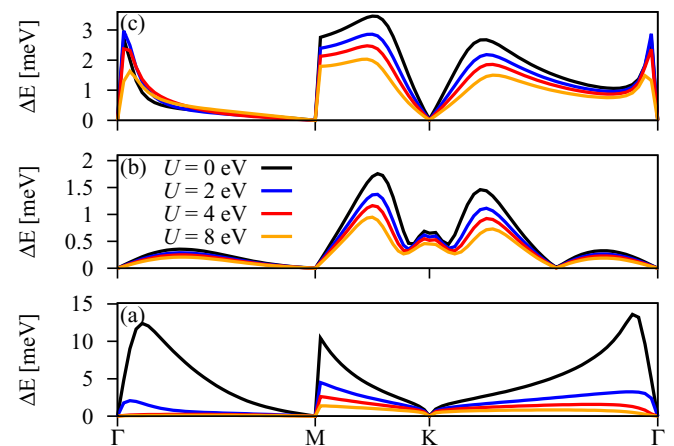 (c)
ΔE [meV]
3
2
1
0
Γ
M
K
Γ
(b)
ΔE [meV]
2
1.5
1
0.5
0
U = 0 eV
U = 2 eV
U = 4 eV
U = 8 eV
(a)
ΔE [meV]
15
10
5
0
Γ
M
K
Γ